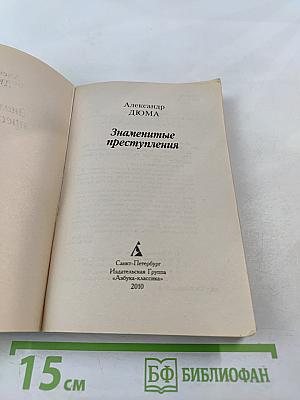 Александр
ДЮМА
Знаменитые
преступления
Санкт-Петербург
Издательская Группа
«Азбука-классика»
2010
15 см
БФ БИБЛИОФАН